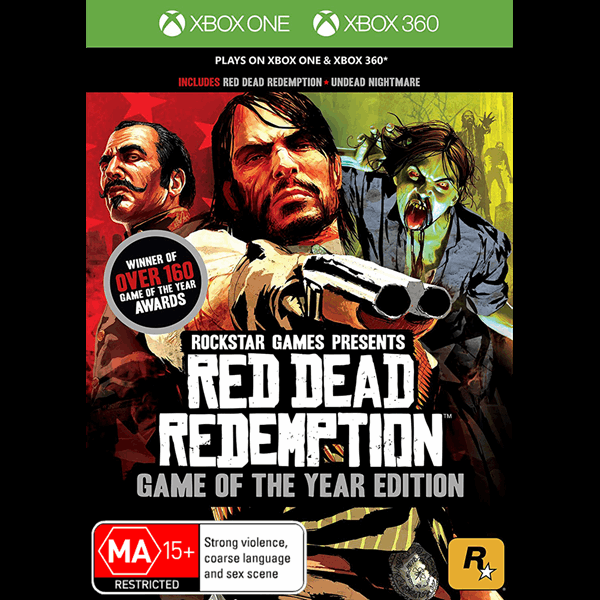 XBOX ONE XBOX 360
PLAYS ON XBOX ONE & XBOX 360*
INCLUDES RED DEAD REDEMPTION • UNDEAD NIGHTMARE
WINNER OF
OVER 160
GAME OF THE YEAR
AWARDS
ROCKSTAR GAMES PRESENTS
RED DEAD
REDEMPTION™
GAME OF THE YEAR EDITION
MA 15+
RESTRICTED
Strong violence,
coarse language
and sex scene
R